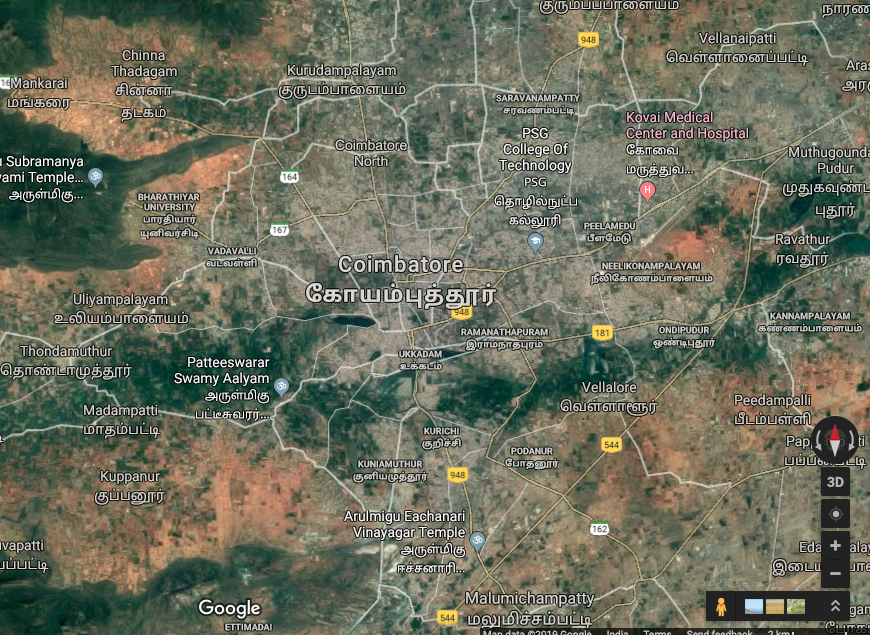 குரும்பபாளையம்
948
Vellanaipatti
வெள்ளானைப்பட்டி
Chinna
Thadagam
சின்னா
தடகம்
Mankarai
மங்கரை
Kurudampalayam
குருடம்பாளையம்
SARAVANAMPATTY
சரவணம்பட்டி
Kovai Medical
Center and Hospital
கோவை
மருத்துவ...
H
PSG
College Of
Technology
PSG
தொழில்நுட்ப
கல்லூரி
Coimbatore
North
Subramanya
அருள்மிகு...
164
Pudur
முதுகவுண்ட
புதூர்
BHARATHIYAR
UNIVERSITY
பாரதியார்
யுனிவர்சிடி
167
PEELAMEDU
பீளமேடு
Ravathur
ரவதூர்
VADAVALLI
வடவள்ளி
Coimbatore
கோயம்புத்தூர்
NEELIKONAMPALAYAM
நீலிகோணம்பாளையம்
Uliyampalayam
உலியம்பாளையம்
948
KANNAMPALAYAM
கண்ணம்பாளையம்
RAMANATHAPURAM
இராமநாதபுரம்
181
ONDIPUDUR
ஒண்டிபுதூர்
Thondamuthur
தொண்டாமுத்தூர்
UKKADAM
உக்கடம்
Patteeswarar
Swamy Aalyam
அருள்மிகு
பட்டீசுவரர்...
Vellalore
வெள்ளாளூர்
Peedampalli
பீடம்பள்ளி
Madampatti
மாதம்பட்டி
KURICHI
குறிச்சி
544
PODANUR
போதனூர்
KUNIAMUTHUR
குனியமுத்தூர்
948
Kuppanur
குப்பனூர்
3D
Arulmigu Eachanari
Vinayagar Temple
அருள்மிகு
ஈச்சனாரி...
162
Malumichampatty
மலுமிச்சம்பட்டி
544
Google
ETTIMADAI
Map data ©2019 Google India Terms Send feedback 2 km